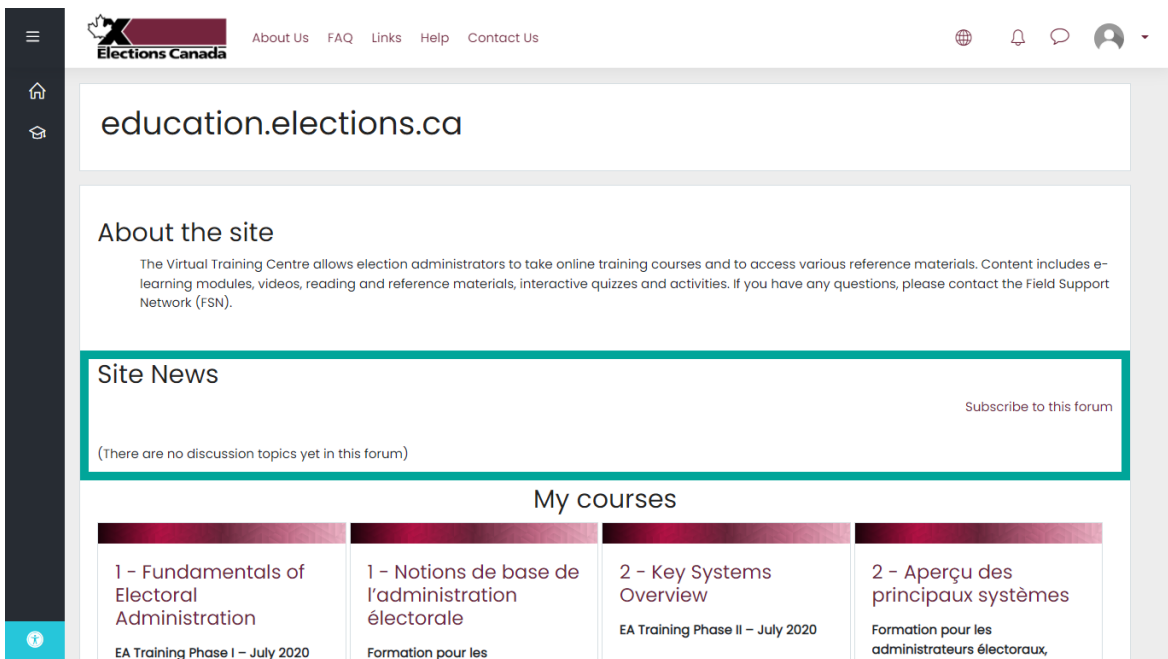 Elections Canada
About Us FAQ Links Help Contact Us
education.elections.ca
About the site
The Virtual Training Centre allows election administrators to take online training courses and to access various reference materials. Content includes e-
learning modules, videos, reading and reference materials, interactive quizzes and activities. If you have any questions, please contact the Field Support
Network (FSN).
Site News
Subscribe to this forum
(There are no discussion topics yet in this forum)
My courses
1 - Fundamentals of
Electoral
Administration
EA Training Phase I – July 2020
1 - Notions de base de
l'administration
électorale
Formation pour les
2 - Key Systems
Overview
EA Training Phase II – July 2020
2 - Aperçu des
principaux systèmes
Formation pour les
administrateurs électoraux,